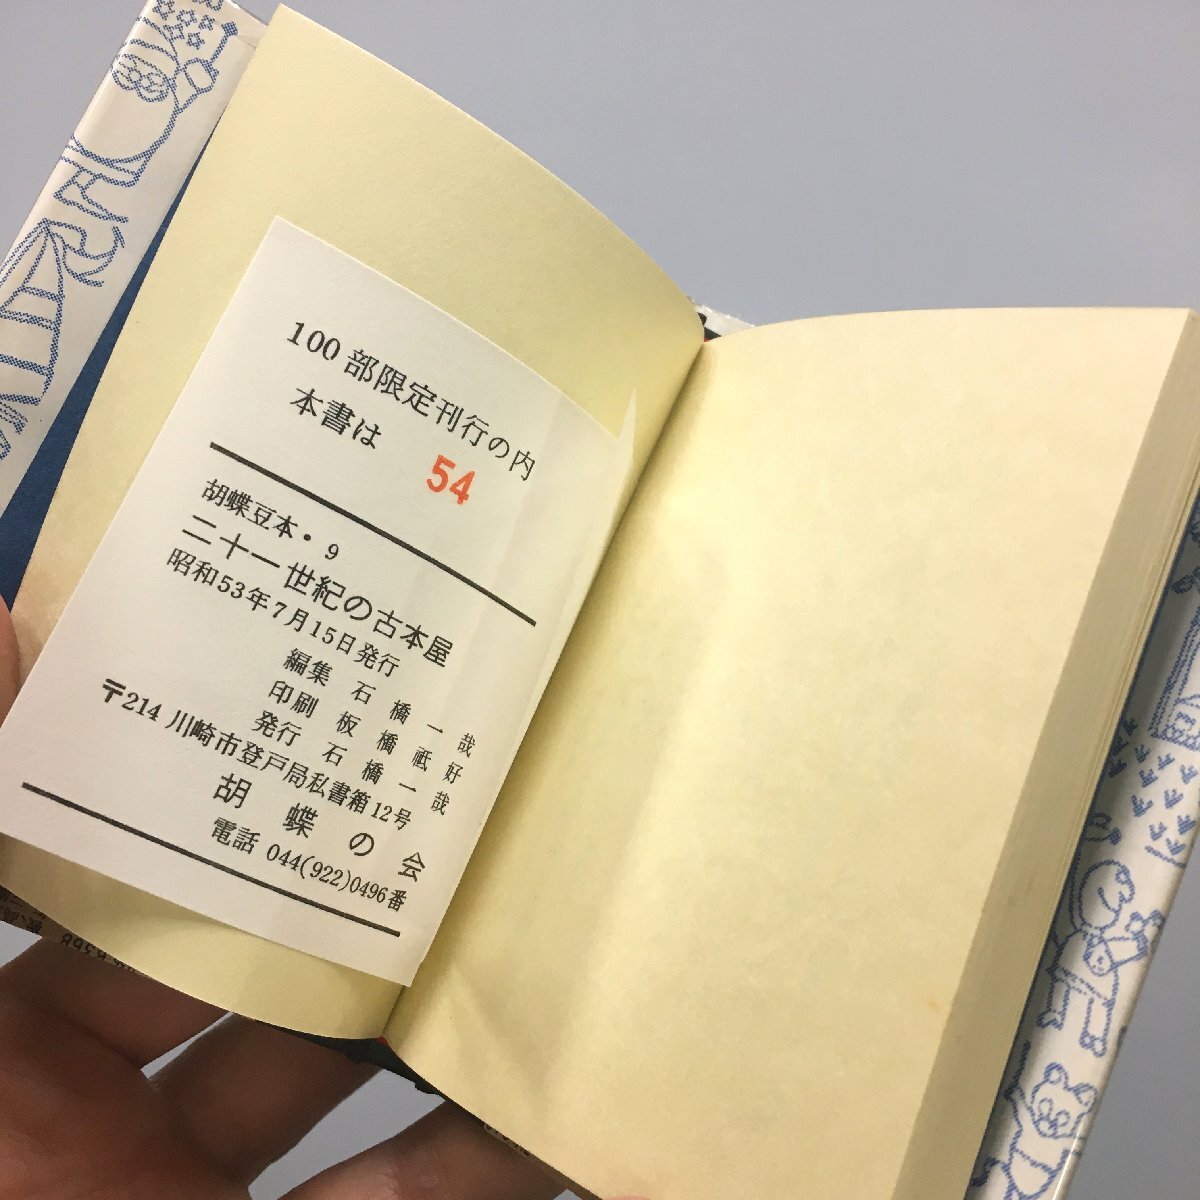 100部限定刊行の内
本書は 54
胡蝶豆本・9
二十一世紀の古本屋
昭和53年7月15日発行
編集 石橋一哉
印刷 板橋祗好
発行 石橋一哉
〒214 川崎市登戸局私書箱12号
胡蝶の会
電話 044(922)0496番